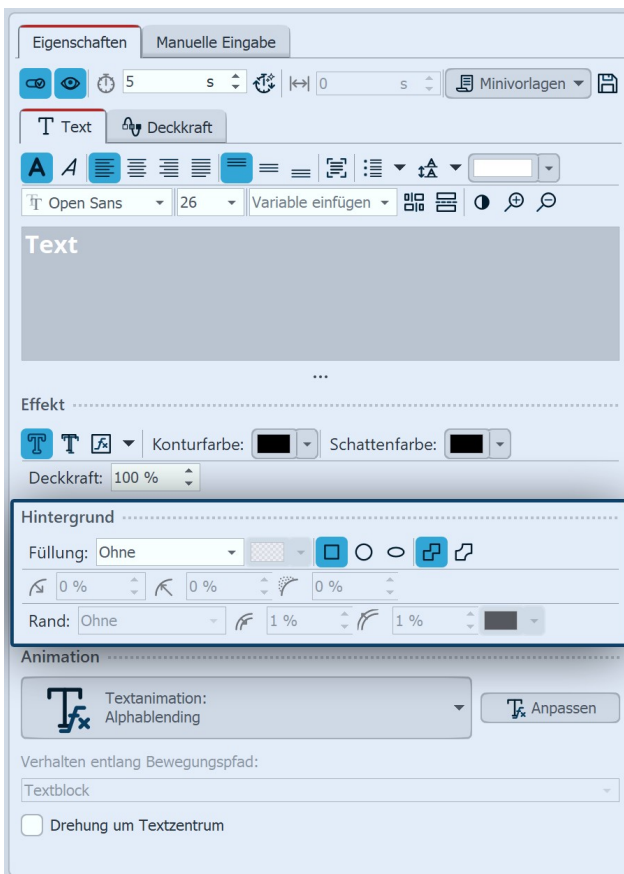 Eigenschaften Manuelle Eingabe
5 s 0 s Minivorlagen
Text Deckkraft
Open Sans 26 Variable einfügen
Text
...
Effekt
Konturfarbe: Schattenfarbe:
Deckkraft: 100 %
Hintergrund
Füllung: Ohne
0 % 0 % 0 %
Rand: Ohne 1 % 1 %
Animation
Textanimation:
Alphablending
Anpassen
Verhalten entlang Bewegungspfad:
Textblock
Drehung um Textzentrum